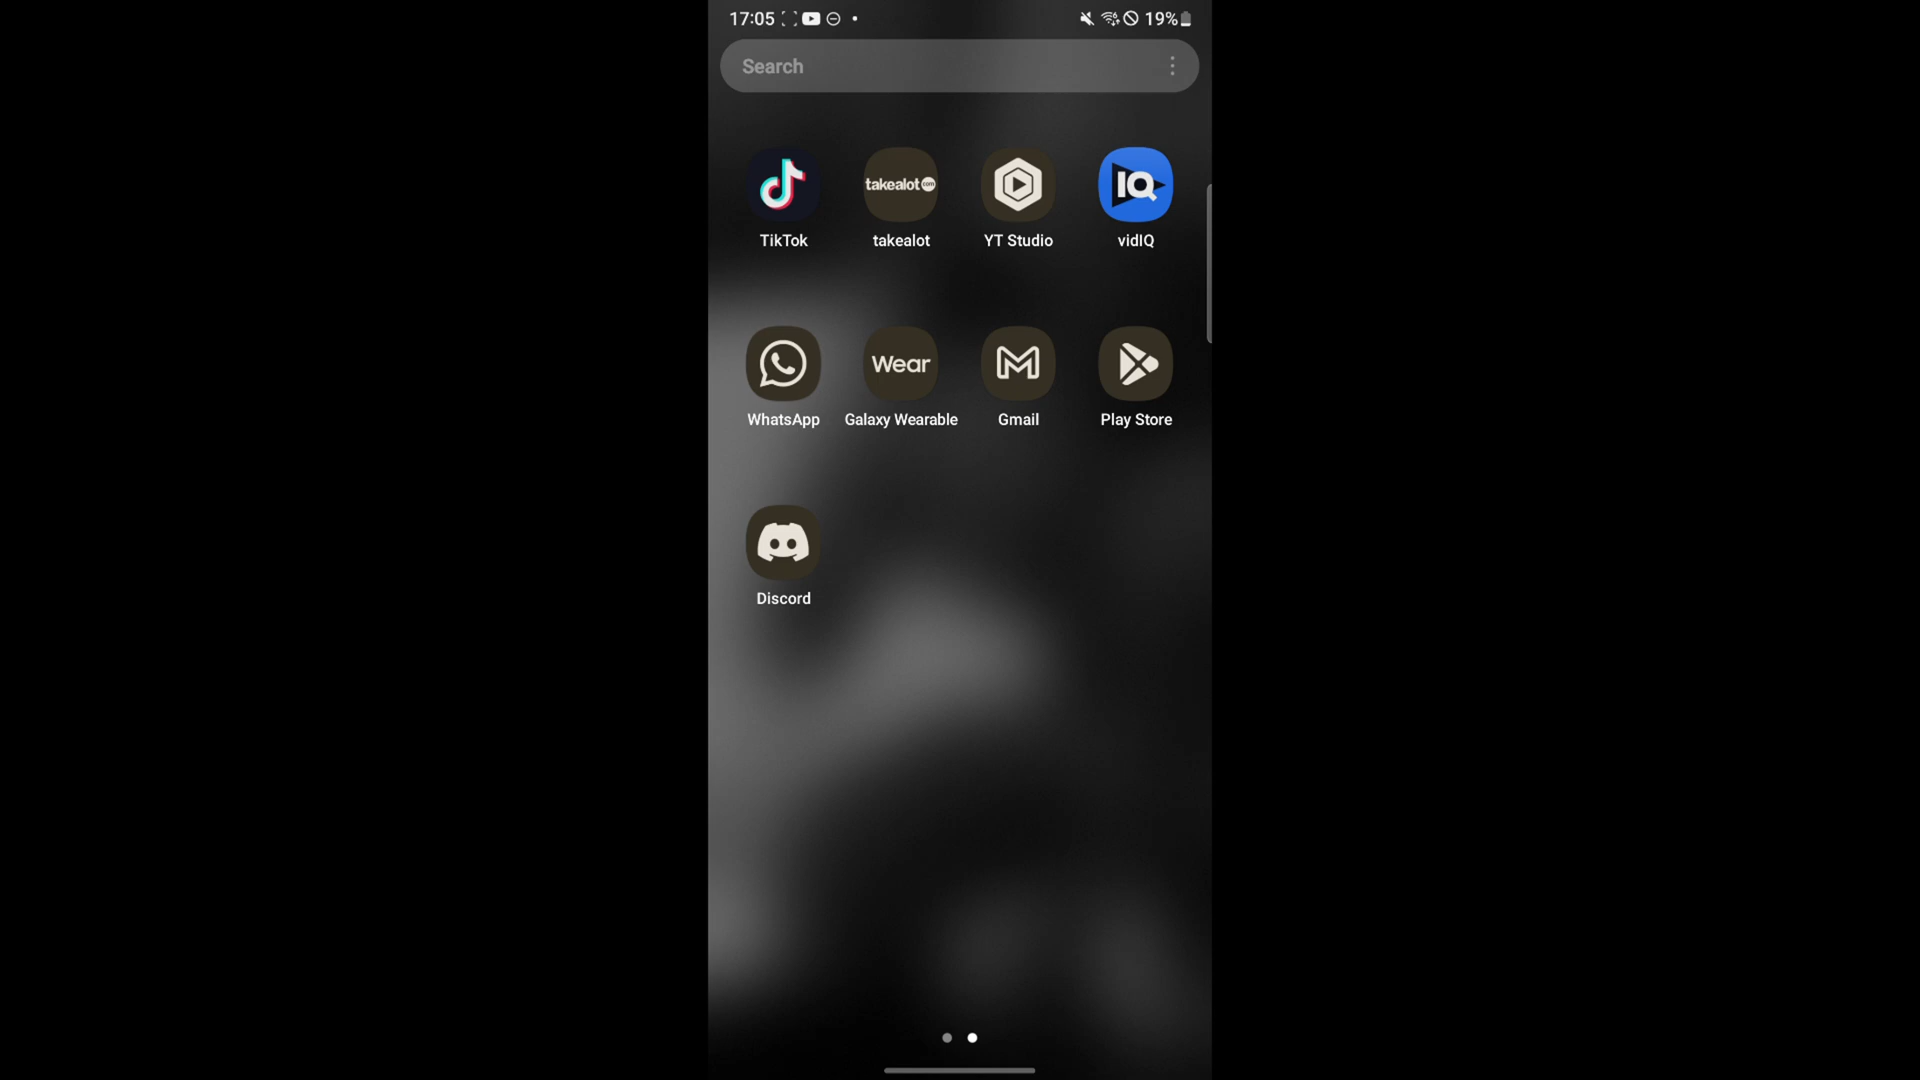 17:05 19%
Search
takealot com
IQ
TikTok takealot YT Studio vidIQ
Wear
WhatsApp Galaxy Wearable Gmail Play Store
Discord